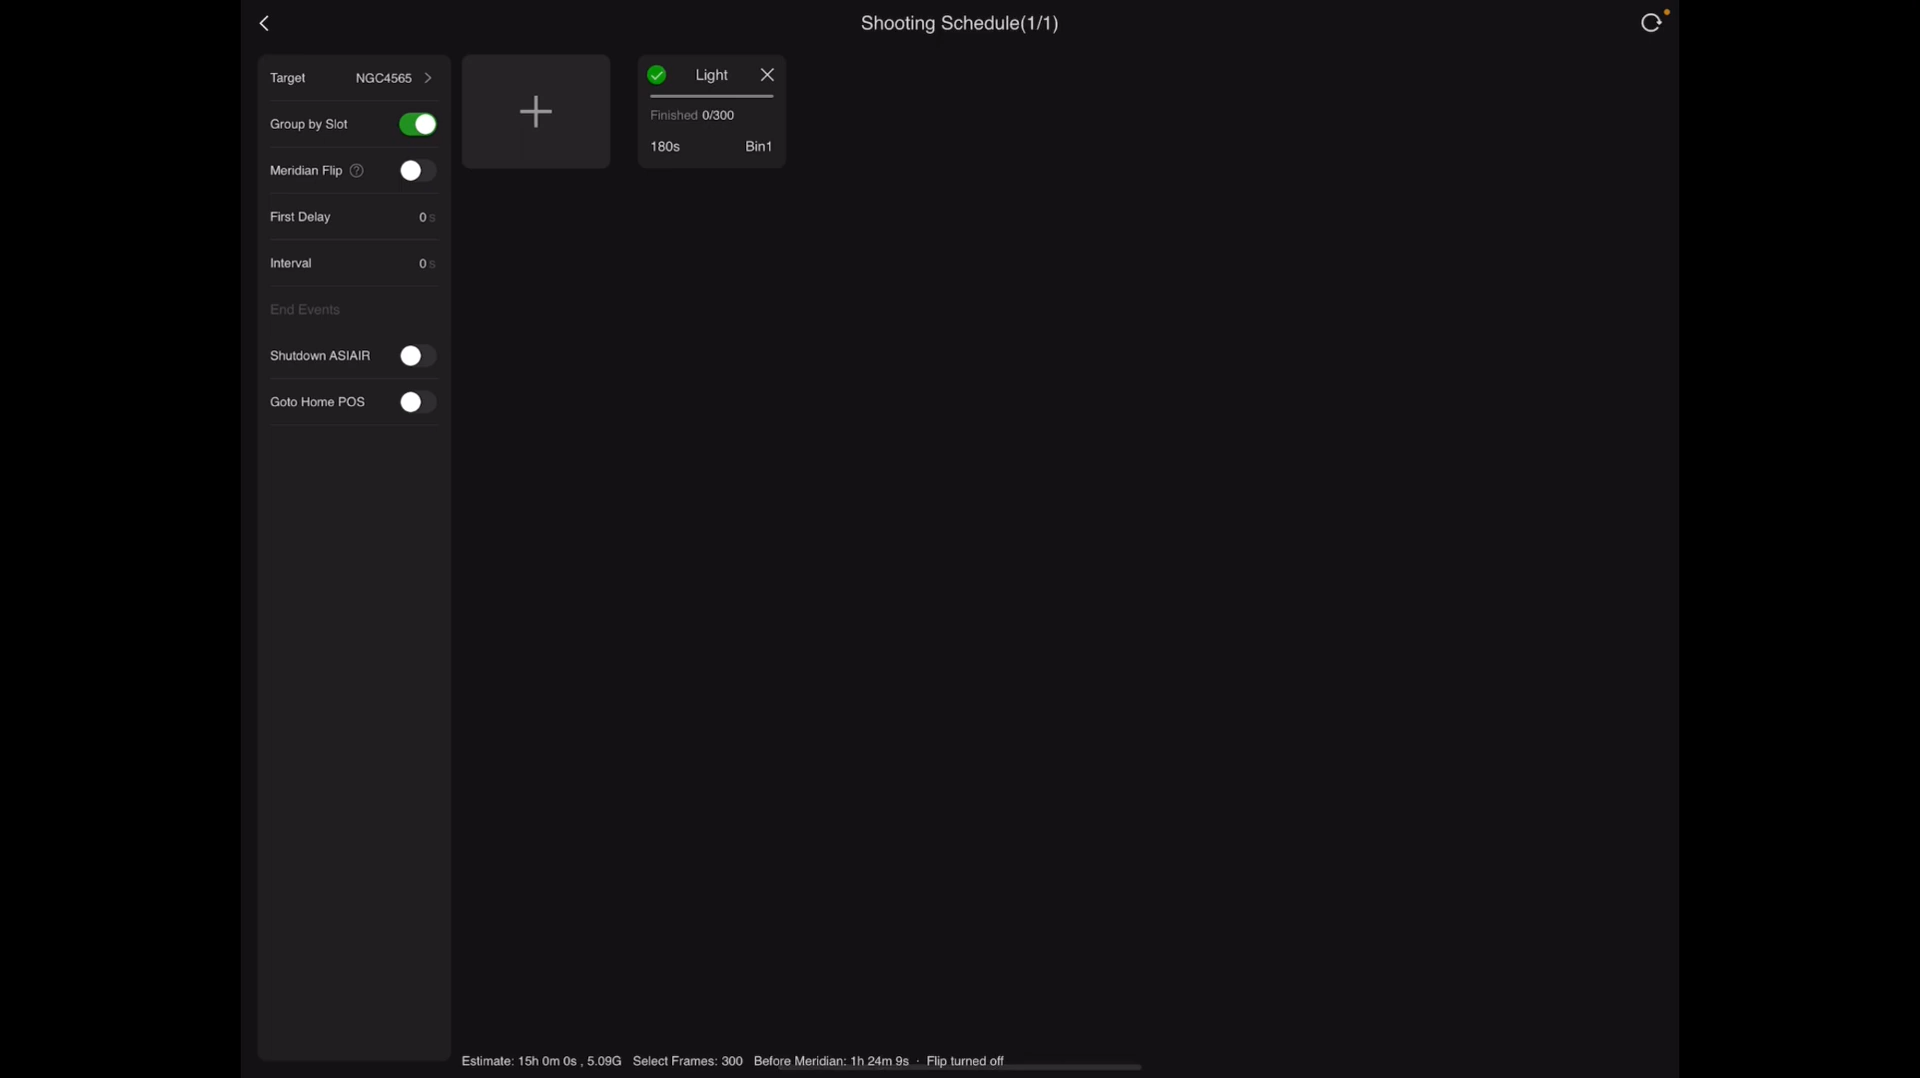 Shooting Schedule(1/1)
Target NGC4565
Group by Slot
Meridian Flip ?
First Delay 0 s
Interval 0 s
End Events
Shutdown ASIAIR
Goto Home POS
Light
Finished 0/300
180s Bin1
Estimate: 15h 0m 0s , 5.09G Select Frames: 300 Before Meridian: 1h 24m 9s · Flip turned off